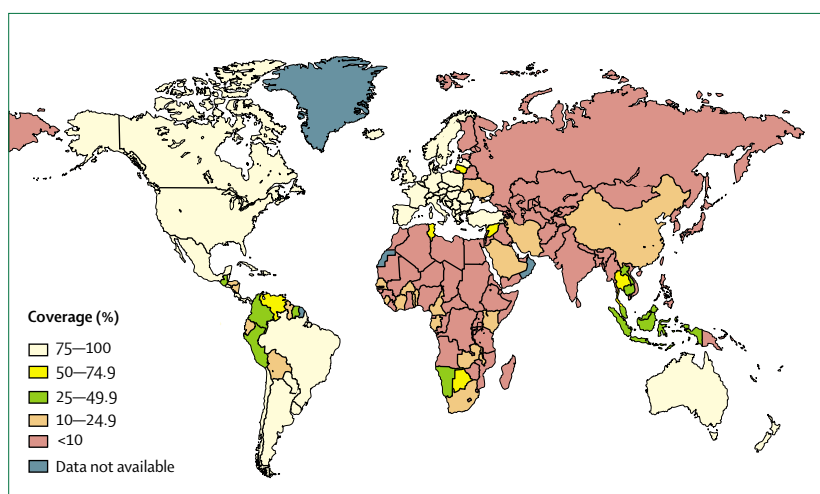 Coverage (%)
75—100
50—74.9
25—49.9
10—24.9
<10
Data not available